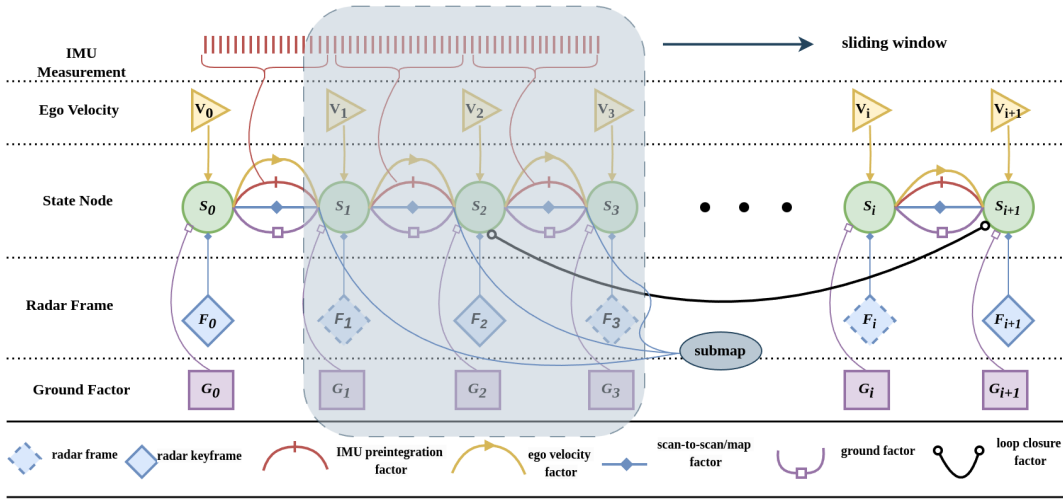 IMU
Measurement
sliding window
Ego Velocity
V0
V1
V2
V3
Vi
Vi+1
State Node
S0
S1
S2
S3
Si
Si+1
Radar Frame
F0
F1
F2
F3
Fi
Fi+1
submap
Ground Factor
G0
G1
G2
G3
Gi
Gi+1
radar frame
radar keyframe
IMU preintegration
factor
ego velocity
factor
scan-to-scan/map
factor
ground factor
loop closure
factor